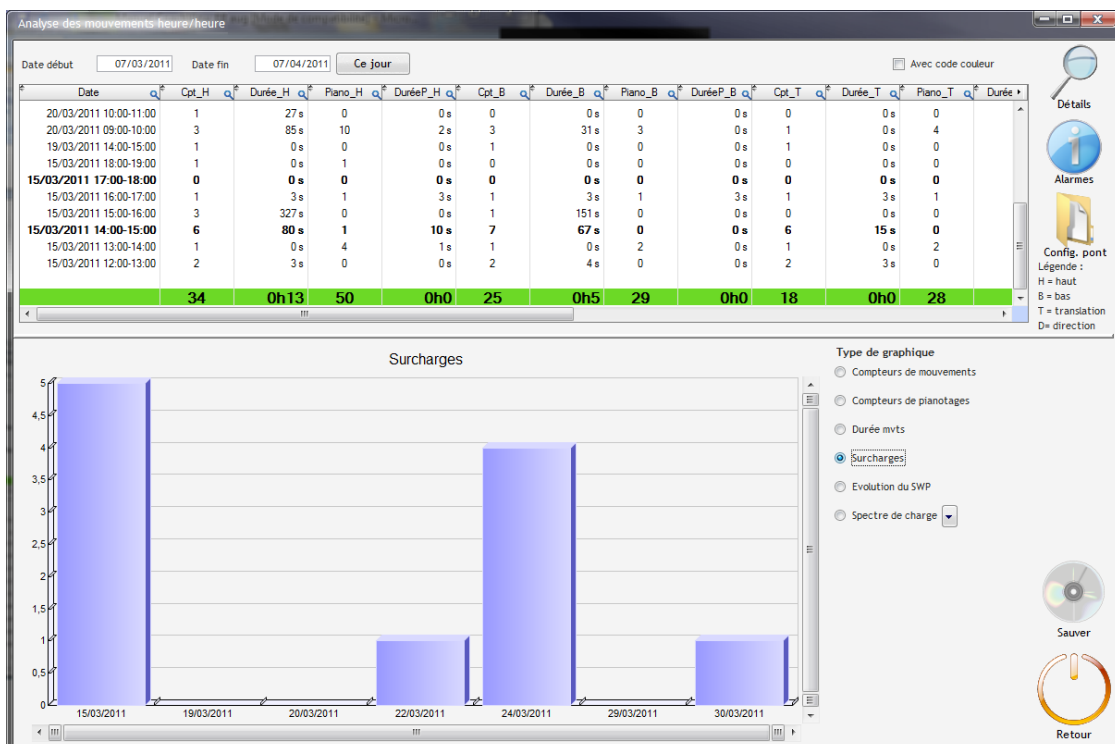 Analyse des mouvements heure/heure
Date début 07/03/2011 Date fin 07/04/2011 Ce jour Avec code couleur
Détails
Alarmes
Config. pont
Légende :
H = haut
B = bas
T = translation
D= direction
Date Cpt_H Durée_H Piano_H DuréeP_H Cpt_B Durée_B Piano_B DuréeP_B Cpt_T Durée_T Piano_T Durée
20/03/2011 10:00-11:00 1 27 s 0 0 s 0 0 s 0 0 s 0 0 s 0
20/03/2011 09:00-10:00 3 85 s 10 2 s 3 31 s 3 0 s 1 0 s 4
19/03/2011 14:00-15:00 1 0 s 0 0 s 1 0 s 0 0 s 0 0 s 0
15/03/2011 18:00-19:00 1 0 s 1 0 s 0 0 s 0 0 s 0 0 s 0
15/03/2011 17:00-18:00 0 0 s 0 0 s 0 0 s 0 0 s 0 0 s 0
15/03/2011 16:00-17:00 1 3 s 1 3 s 1 3 s 1 3 s 1 3 s 1
15/03/2011 15:00-16:00 3 327 s 0 0 s 1 151 s 0 0 s 0 0 s 0
15/03/2011 14:00-15:00 6 80 s 1 10 s 7 67 s 0 0 s 6 15 s 0
15/03/2011 13:00-14:00 1 0 s 4 1 s 1 0 s 2 0 s 1 0 s 2
15/03/2011 12:00-13:00 2 3 s 0 0 s 2 4 s 0 0 s 2 3 s 0
34 0h13 50 0h0 25 0h5 29 0h0 18 0h0 28
Surcharges
5
4,5
4
3,5
3
2,5
2
1,5
1
0,5
0
15/03/2011 19/03/2011 20/03/2011 22/03/2011 24/03/2011 29/03/2011 30/03/2011
Type de graphique
Compteurs de mouvements
Compteurs de pianotages
Durée mvts
Surcharges
Evolution du SWP
Spectre de charge
Sauver
Retour